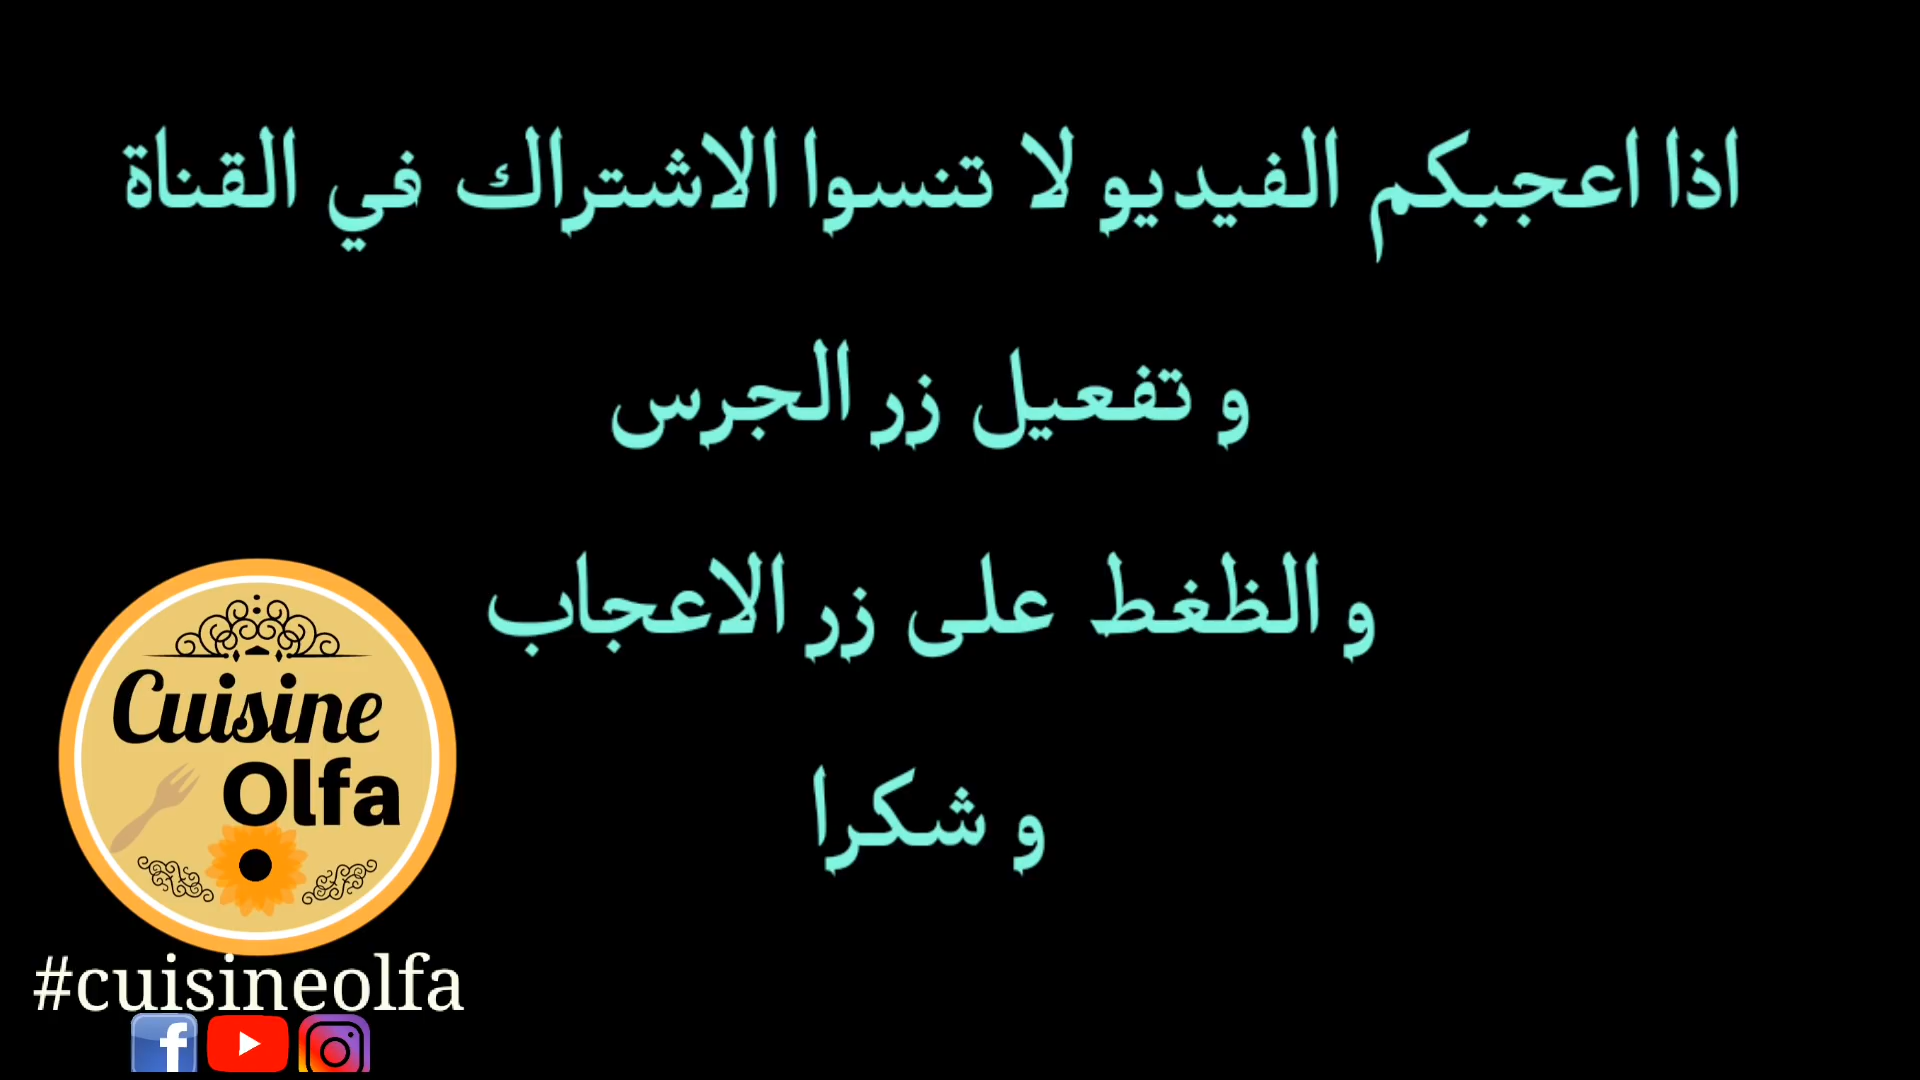 اذا اعجبكم الفيديو لا تنسوا الاشتراك في القناة
و تفعيل زر الجرس
و الظغط على زر الاعجاب
و شكرا
Cuisine
Olfa
#cuisineolfa